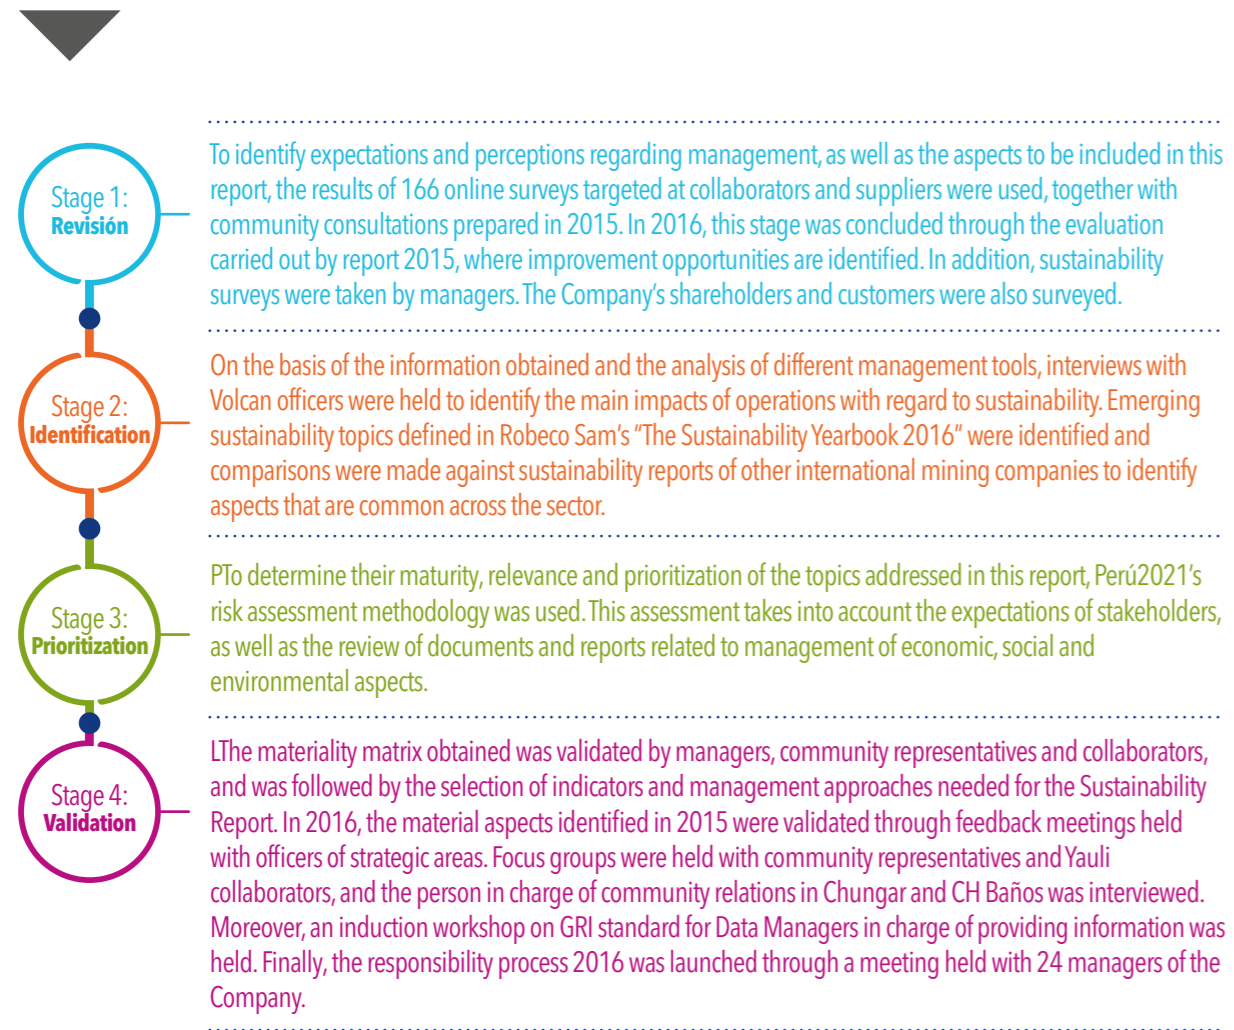 Stage 1:
Revisión
To identify expectations and perceptions regarding management, as well as the aspects to be included in this
report, the results of 166 online surveys targeted at collaborators and suppliers were used, together with
community consultations prepared in 2015. In 2016, this stage was concluded through the evaluation
carried out by report 2015, where improvement opportunities are identified. In addition, sustainability
surveys were taken by managers. The Company’s shareholders and customers were also surveyed.
Stage 2:
Identification
On the basis of the information obtained and the analysis of different management tools, interviews with
Volcan officers were held to identify the main impacts of operations with regard to sustainability. Emerging
sustainability topics defined in Robeco Sam’s “The Sustainability Yearbook 2016” were identified and
comparisons were made against sustainability reports of other international mining companies to identify
aspects that are common across the sector.
Stage 3:
Prioritization
PTo determine their maturity, relevance and prioritization of the topics addressed in this report, Perú2021’s
risk assessment methodology was used. This assessment takes into account the expectations of stakeholders,
as well as the review of documents and reports related to management of economic, social and
environmental aspects.
Stage 4:
Validation
LThe materiality matrix obtained was validated by managers, community representatives and collaborators,
and was followed by the selection of indicators and management approaches needed for the Sustainability
Report. In 2016, the material aspects identified in 2015 were validated through feedback meetings held
with officers of strategic areas. Focus groups were held with community representatives and Yauli
collaborators, and the person in charge of community relations in Chungar and CH Baños was interviewed.
Moreover, an induction workshop on GRI standard for Data Managers in charge of providing information was
held. Finally, the responsibility process 2016 was launched through a meeting held with 24 managers of the
Company.